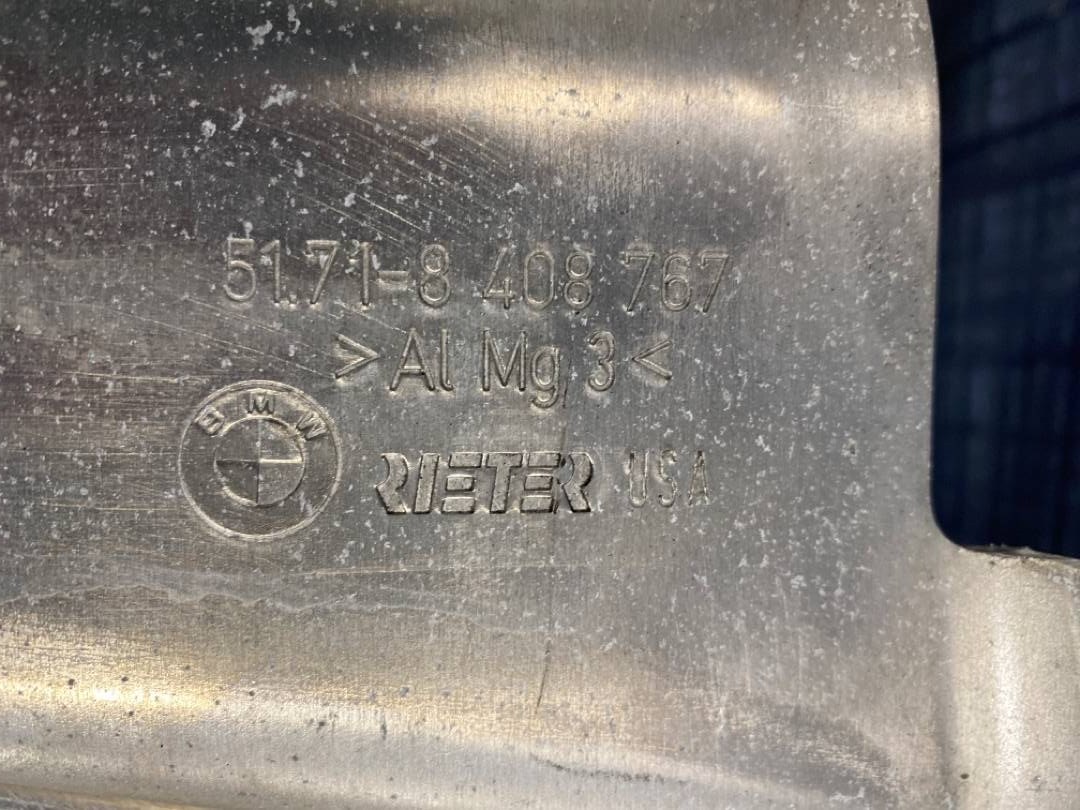 51.71-8 408 767
>Al Mg 3<
BMW
RIETER USA